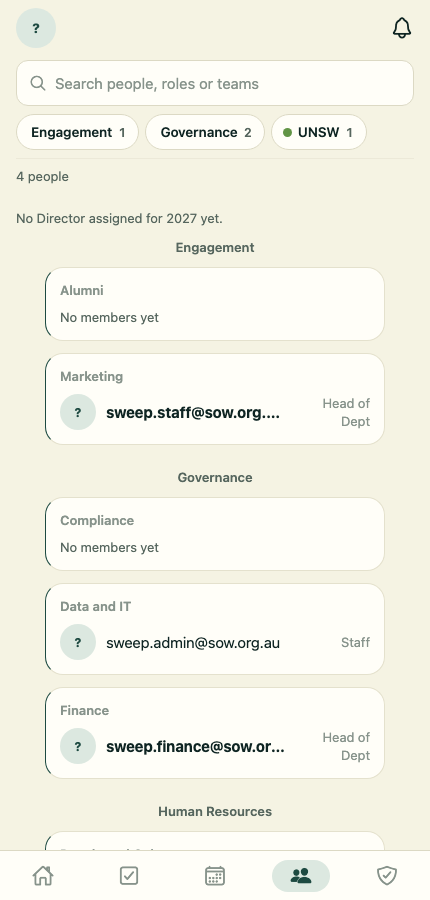 ?
Search people, roles or teams
Engagement 1
Governance 2
UNSW 1
4 people
No Director assigned for 2027 yet.
Engagement
Alumni
No members yet
Marketing
?
sweep.staff@sow.org....
Head of
Dept
Governance
Compliance
No members yet
Data and IT
?
sweep.admin@sow.org.au
Staff
Finance
?
sweep.finance@sow.or...
Head of
Dept
Human Resources